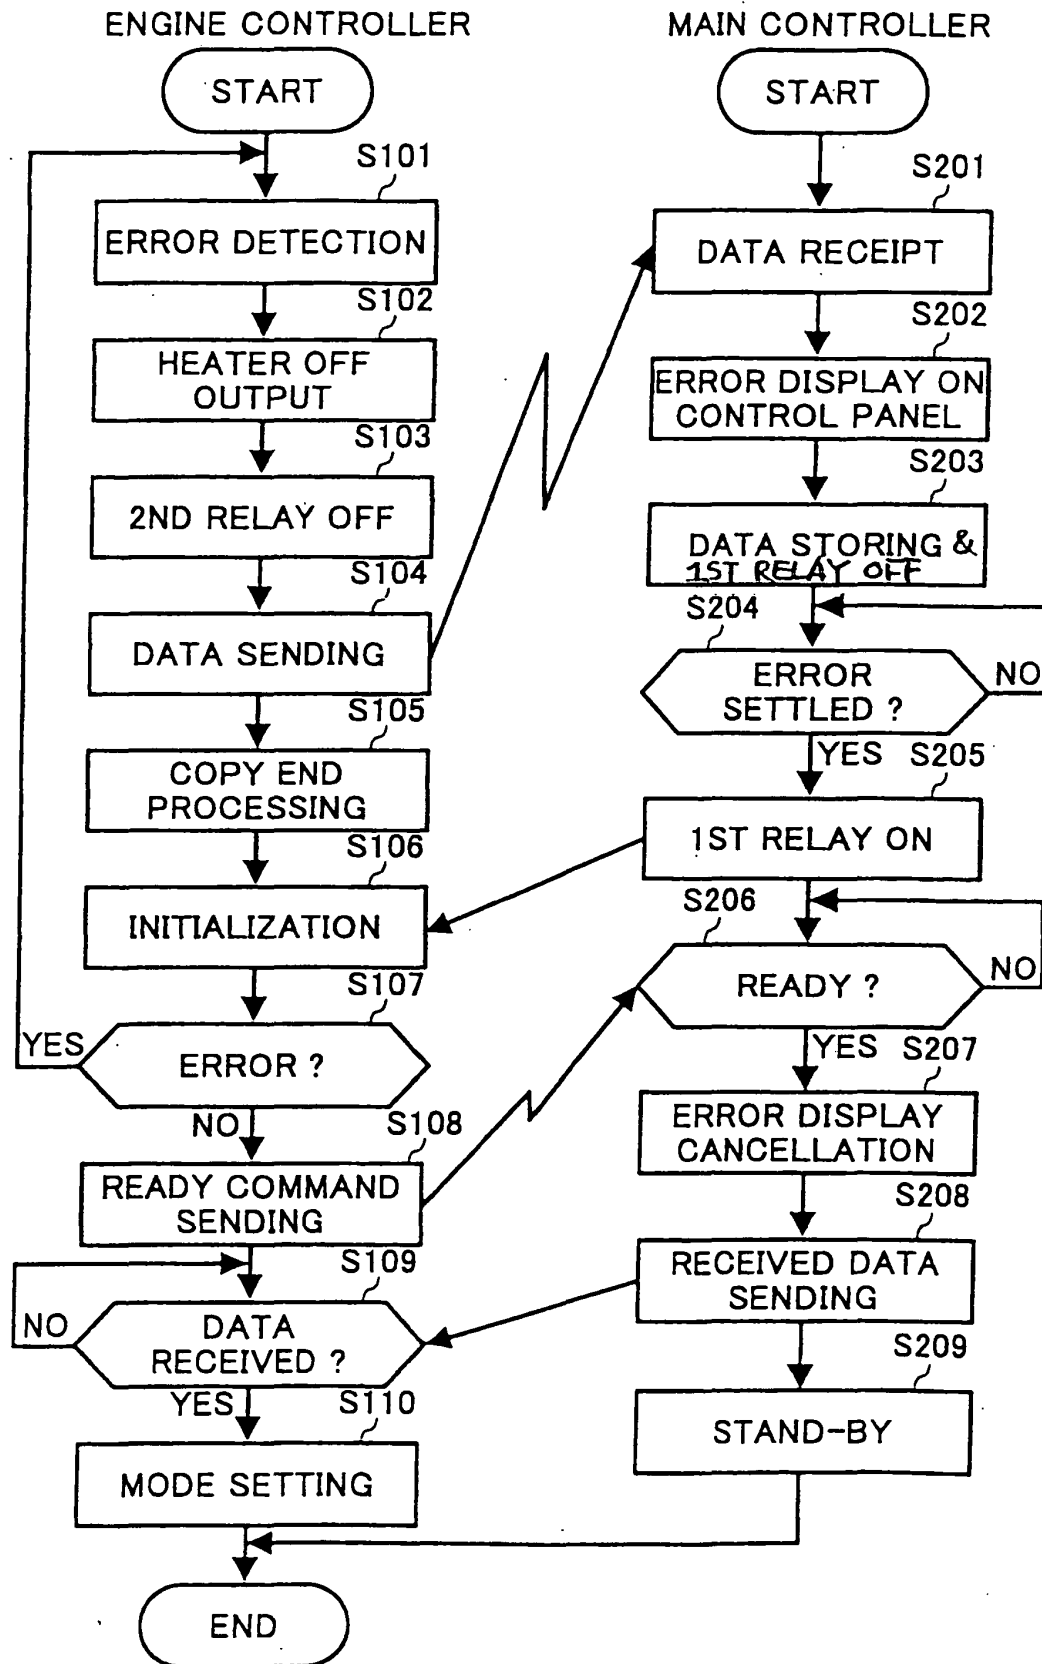 ENGINE CONTROLLER
START
S101
ERROR DETECTION
S102
HEATER OFF
OUTPUT
S103
2ND RELAY OFF
S104
DATA SENDING
S105
COPY END
PROCESSING
S106
INITIALIZATION
S107
YES
ERROR ?
NO
S108
READY COMMAND
SENDING
S109
NO
DATA
RECEIVED ?
YES
S110
MODE SETTING
END
MAIN CONTROLLER
START
S201
DATA RECEIPT
S202
ERROR DISPLAY ON
CONTROL PANEL
S203
DATA STORING &
1ST RELAY OFF
S204
ERROR
SETTLED ?
NO
YES
S205
1ST RELAY ON
S206
READY ?
NO
YES
S207
ERROR DISPLAY
CANCELLATION
S208
RECEIVED DATA
SENDING
S209
STAND-BY